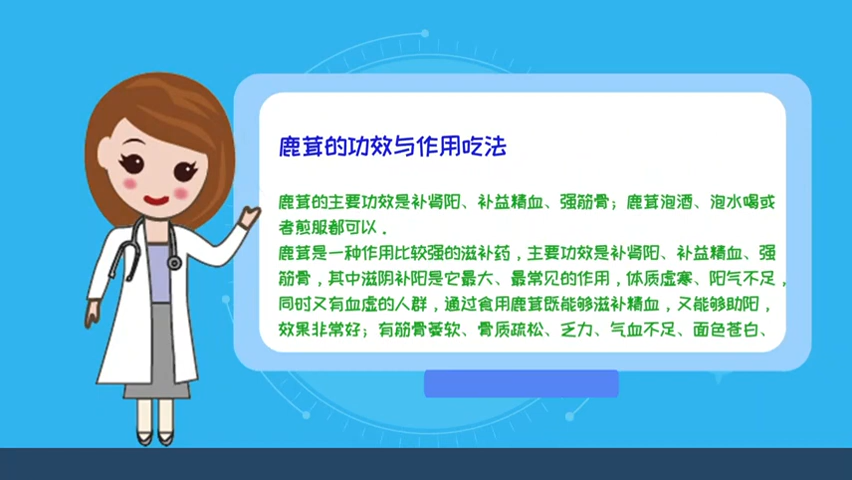 鹿茸的功效与作用吃法
鹿茸的主要功效是补肾阳、补益精血、强筋骨；鹿茸泡酒、泡水喝或
者煎服都可以.
鹿茸是一种作用比较强的滋补药，主要功效是补肾阳、补益精血、强
筋骨，其中滋阴补阳是它最大、最常见的作用，体质虚寒、阳气不足，
同时又有血虚的人群，通过食用鹿茸既能够滋补精血，又能够助阳，
效果非常好；有筋骨萎软、骨质疏松、乏力、气血不足、面色苍白、